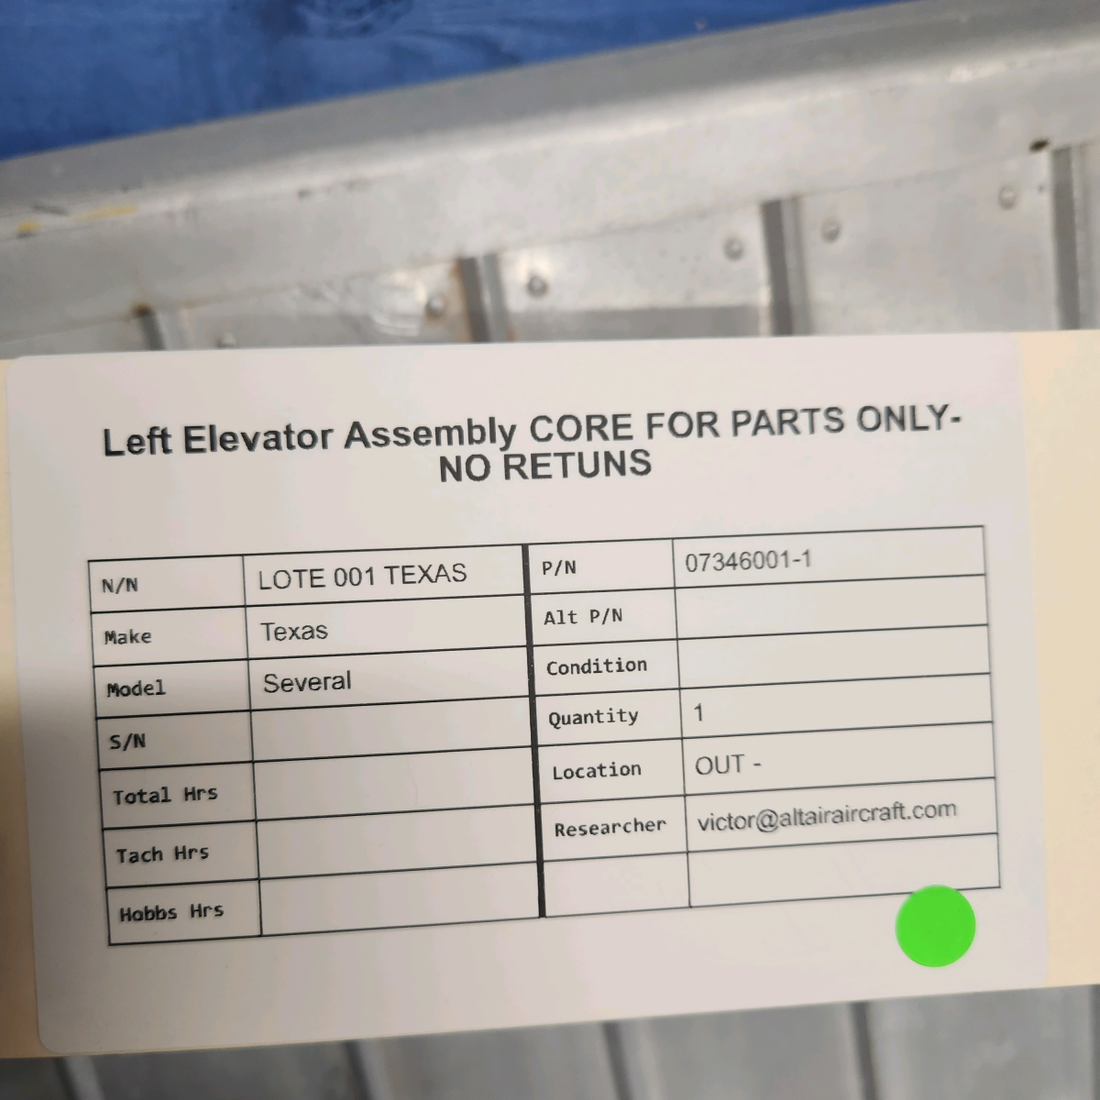 Left Elevator Assembly CORE FOR PARTS ONLY-
NO RETUNS
N/N LOTE 001 TEXAS P/N 07346001-1
Make Texas Alt P/N
Model Several Condition
S/N Quantity 1
Total Hrs Location OUT -
Tach Hrs Researcher victor@altairaircraft.com
Hobbs Hrs